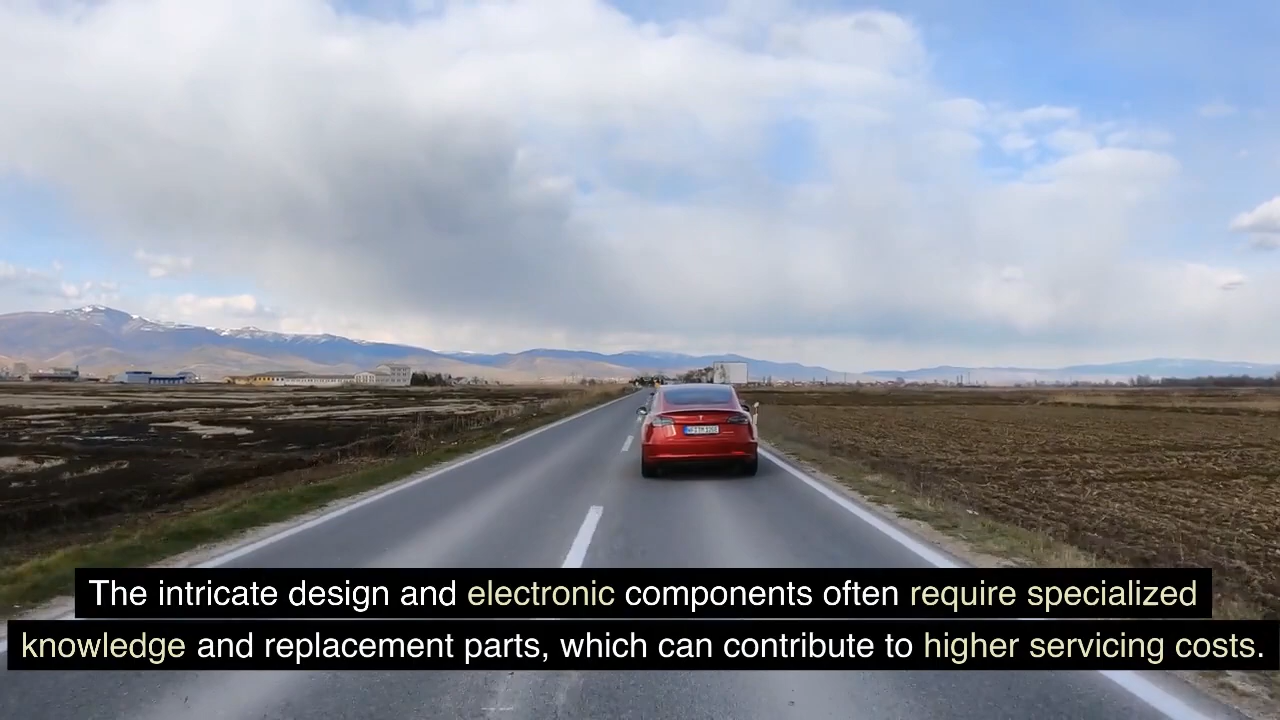 The intricate design and electronic components often require specialized
knowledge and replacement parts, which can contribute to higher servicing costs.